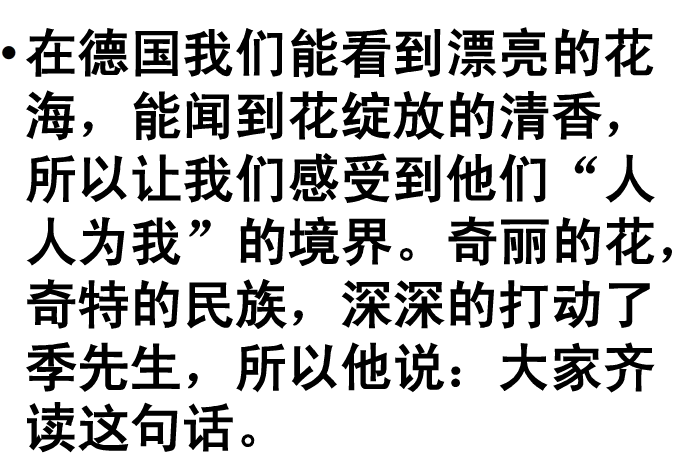 •在德国我们能看到漂亮的花
海，能闻到花绽放的清香，
所以让我们感受到他们“人
人为我”的境界。奇丽的花，
奇特的民族，深深的打动了
季先生，所以他说：大家齐
读这句话。